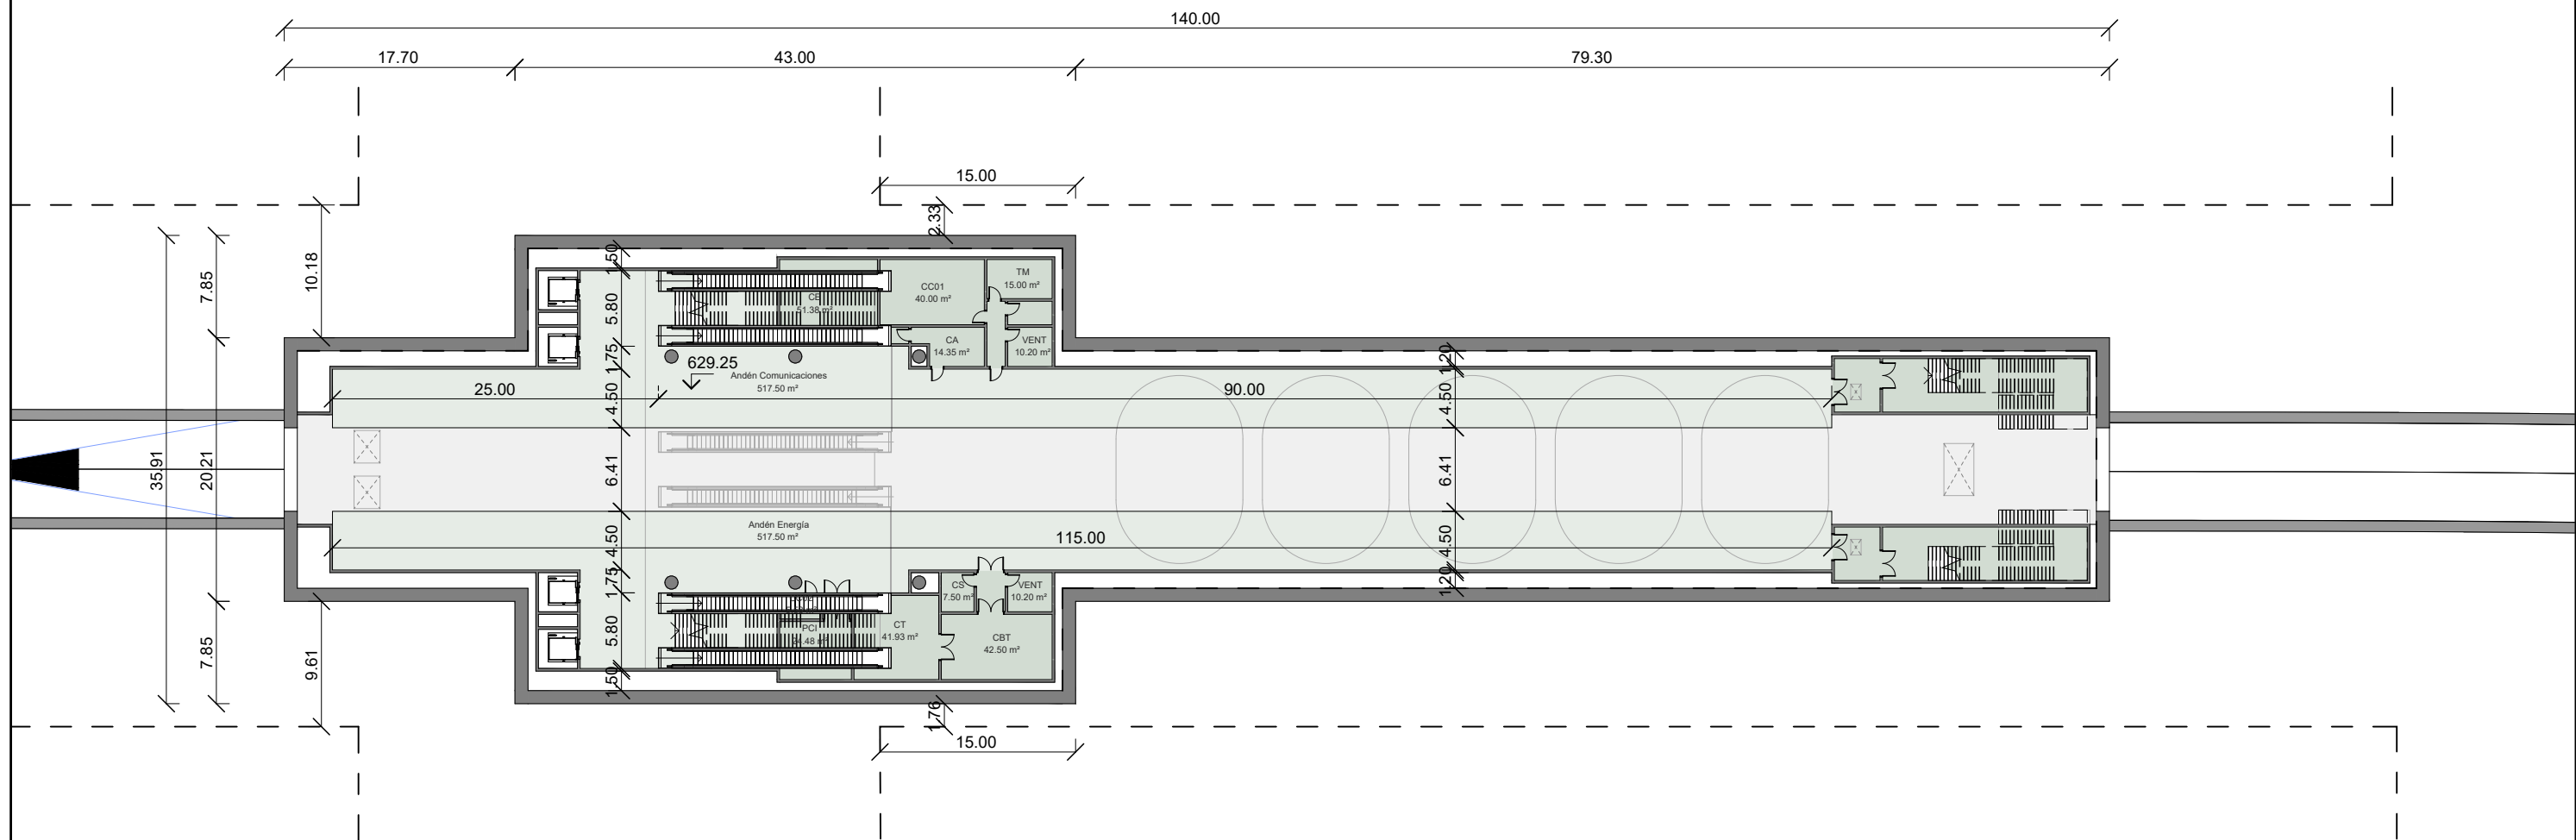 140.00
17.70
43.00
79.30
15.00
2.33
10.18
7.85
1.50
TM
15.00 m²
CC01
40.00 m²
CE
51.38 m²
5.80
CA
14.35 m²
VENT
10.20 m²
1.75
1.20
629.25
Andén Comunicaciones
517.50 m²
25.00
90.00
4.50
4.50
35.91
20.21
6.41
6.41
Andén Energía
517.50 m²
115.00
4.50
4.50
1.75
1.20
CS
7.50 m²
VENT
10.20 m²
PCI
CT
41.93 m²
CBT
42.50 m²
5.80
7.85
9.61
1.50
1.76
15.00